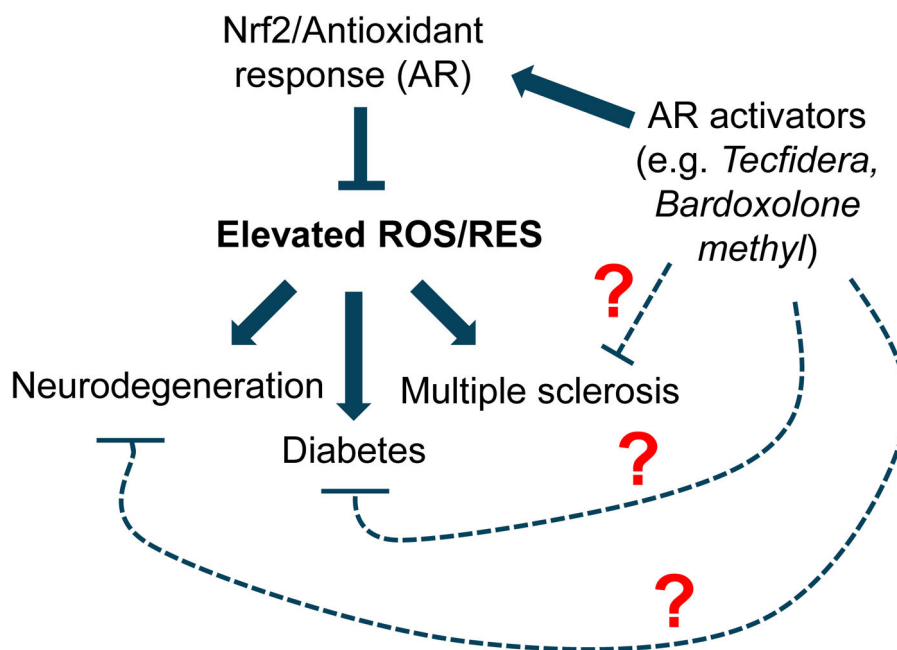 Nrf2/Antioxidant
response (AR)
AR activators
(e.g. Tecfidera,
Bardoxolone
methyl)
Elevated ROS/RES
?
Neurodegeneration
Multiple sclerosis
Diabetes
?
?